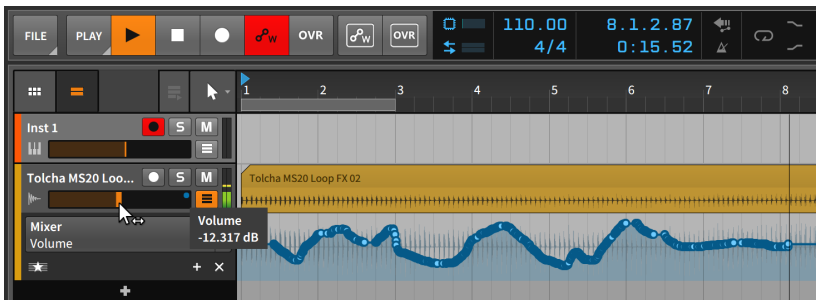 FILE PLAY W OVR W OVR 110.00 8.1.2.87
4/4 0:15.52
1 2 3 4 5 6 7 8
Inst 1 S M
Tolcha MS20 Loo... S M
Tolcha MS20 Loop FX 02
Volume
-12.317 dB
Mixer
Volume